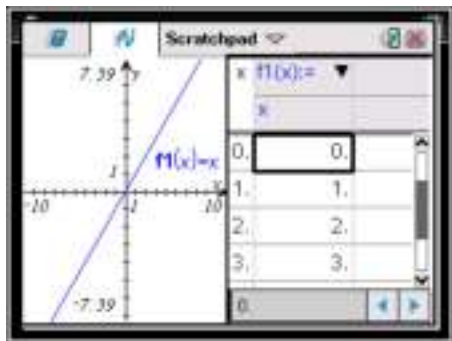 Scratchpad
7.39 y
f1(x)=x
1
x
-10
1
10
-7.39
x f1(x):= ▼
x
0. 0.
1. 1.
2. 2.
3. 3.
0.